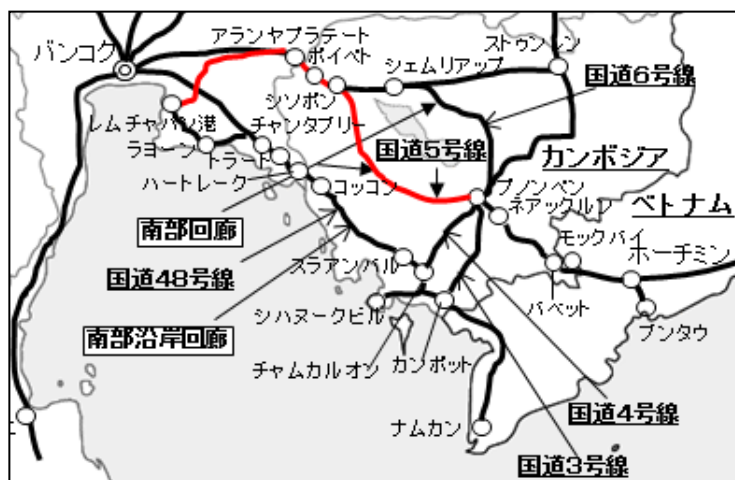 アランヤプラテート
ストゥンレン
バンコク
ポイペト
シェムリアップ
国道6号線
シソポン
レムチャバン港
チャンタブリー
ラヨーン
トラート
国道5号線
カンボジア
ハートレーク
コッコン
プノンペン
ネアックルン
ベトナム
南部回廊
モックバイ
ホーチミン
国道48号線
スラアンバル
バベット
シハヌークビル
ブンタウ
南部沿岸回廊
チャムカルオン
カンポット
国道4号線
ナムカン
国道3号線